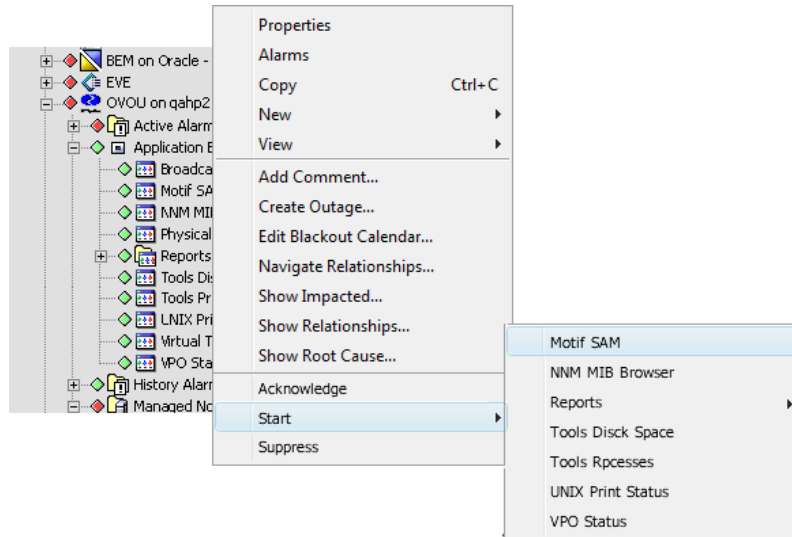 BEM on Oracle -
EVE
OVOU on qahp2
Active Alarm
Application E
Broadca
Motif SA
NNM MI
Physical
Reports
Tools Di
Tools Pr
UNIX Pri
Virtual T
VPO Sta
History Alarm
Managed No
Properties
Alarms
Copy Ctrl+C
New
View
Add Comment...
Create Outage...
Edit Blackout Calendar...
Navigate Relationships...
Show Impacted...
Show Relationships...
Show Root Cause...
Acknowledge
Start
Suppress
Motif SAM
NNM MIB Browser
Reports
Tools Disck Space
Tools Rpcesses
UNIX Print Status
VPO Status